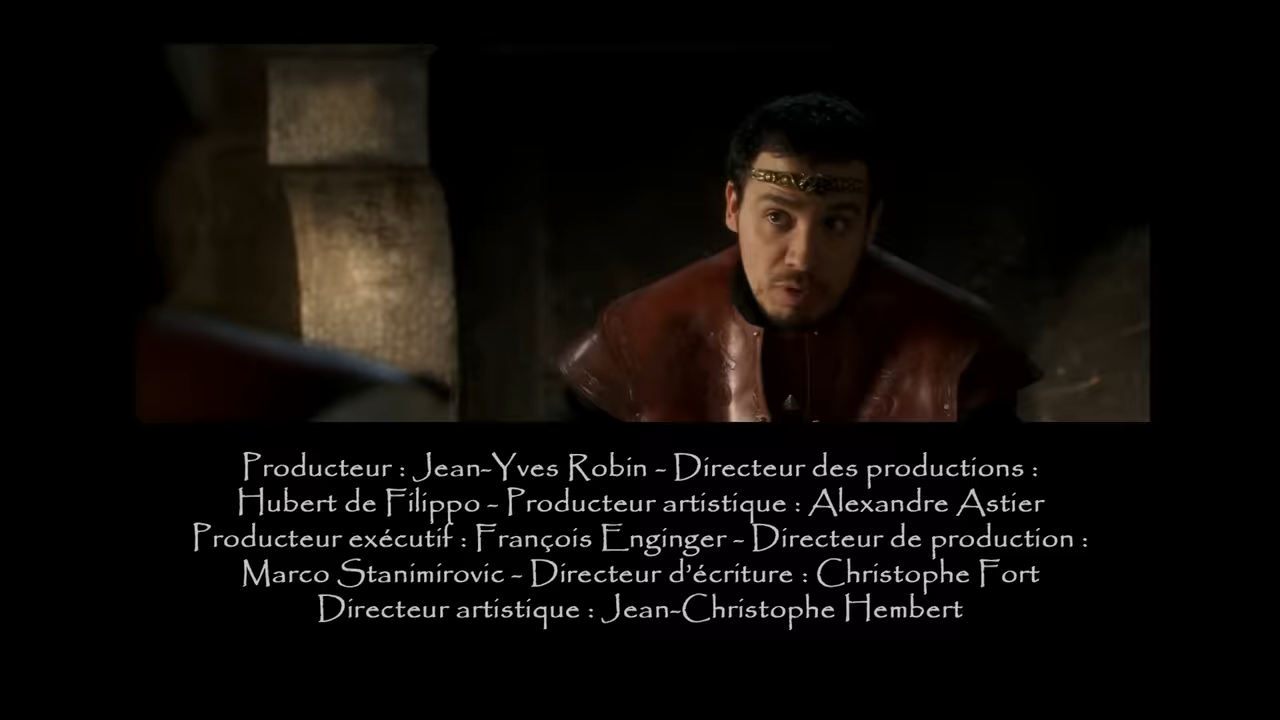 Producteur : Jean-Yves Robin - Directeur des productions :
Hubert de Filippo - Producteur artistique : Alexandre Astier
Producteur exécutif : François Enginger - Directeur de production :
Marco Stanimirovic - Directeur d'écriture : Christophe Fort
Directeur artistique : Jean-Christophe Hembert